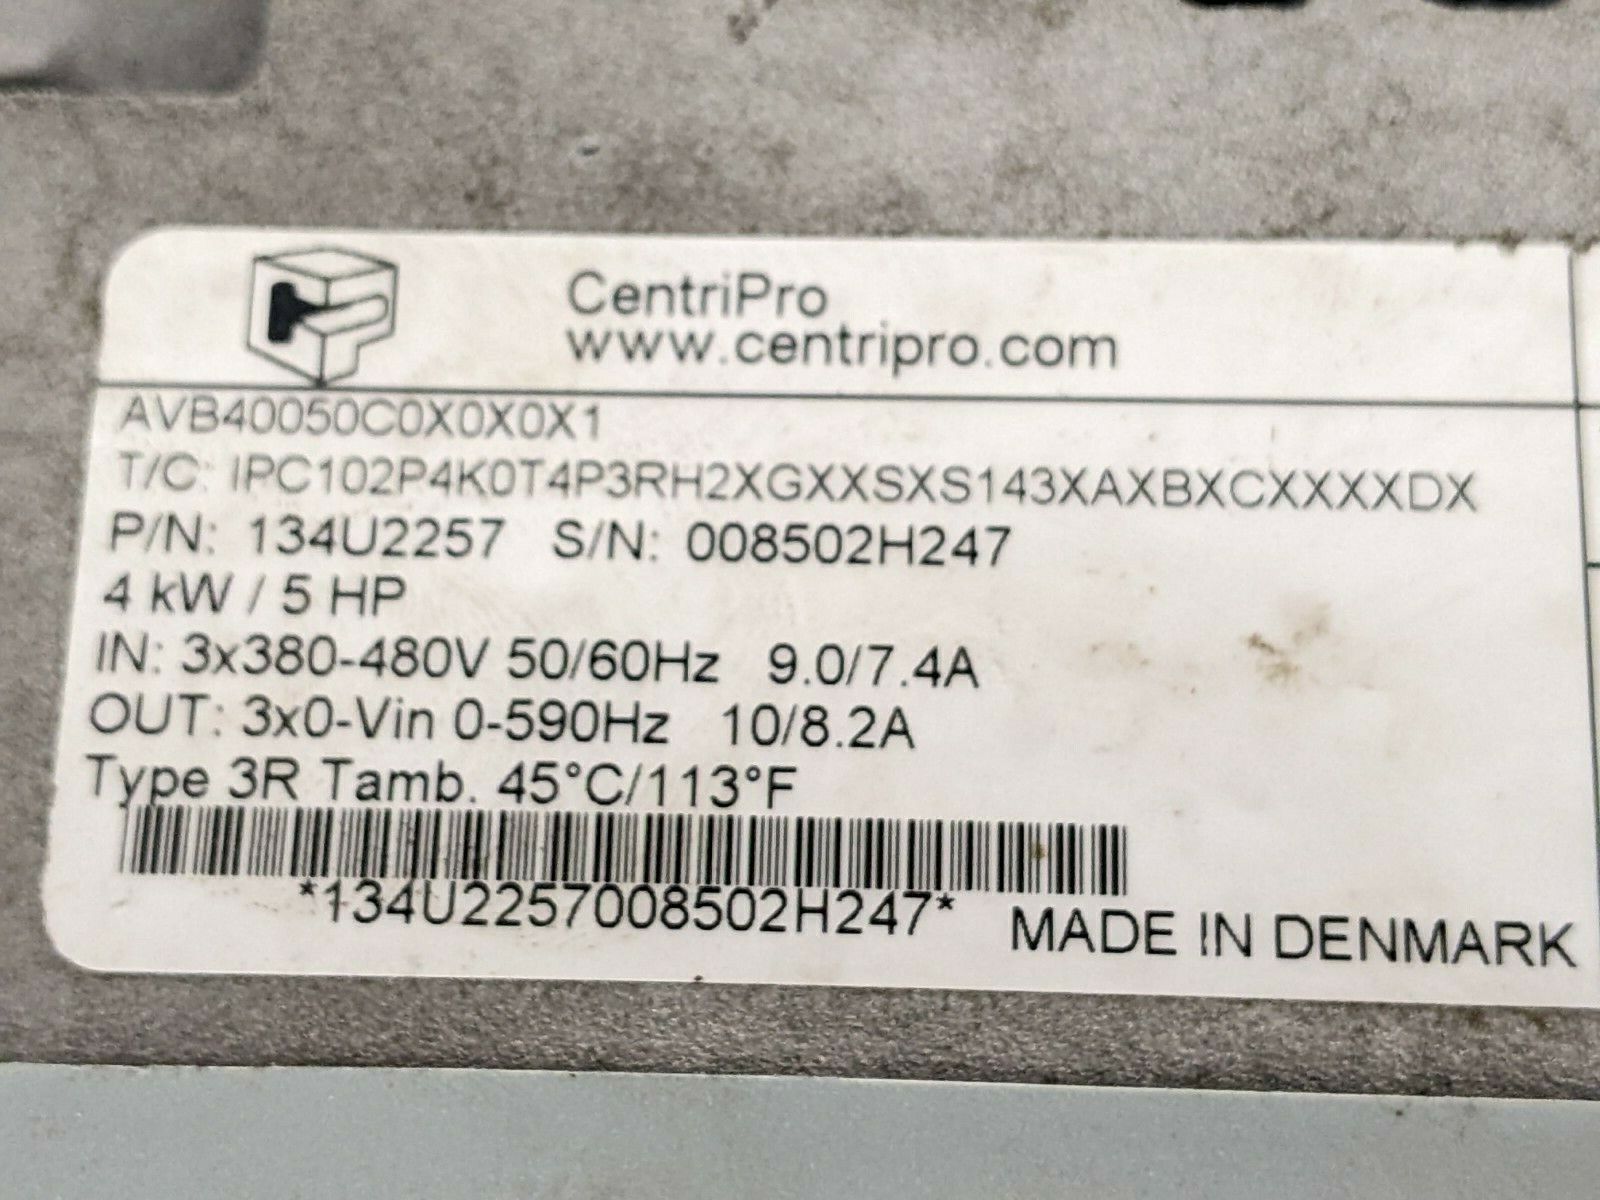 CentriPro
www.centripro.com
AVB40050C0X0X0X1
T/C: IPC102P4K0T4P3RH2XGXXSXS143XAXBXCXXXXDX
P/N: 134U2257 S/N: 008502H247
4 kW / 5 HP
IN: 3x380-480V 50/60Hz 9.0/7.4A
OUT: 3x0-Vin 0-590Hz 10/8.2A
Type 3R Tamb. 45°C/113°F
*134U2257008502H247* MADE IN DENMARK